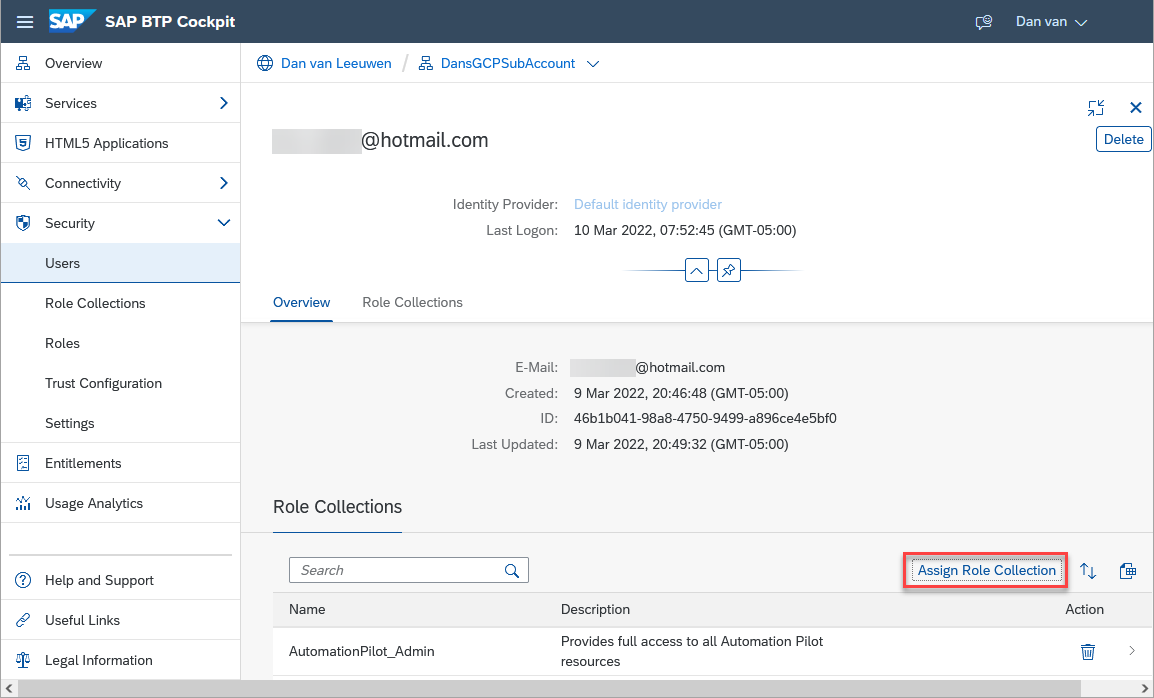 SAP SAP BTP Cockpit
Dan van
Overview
Services
HTML5 Applications
Connectivity
Security
Users
Role Collections
Roles
Trust Configuration
Settings
Entitlements
Usage Analytics
Help and Support
Useful Links
Legal Information
Dan van Leeuwen / DansGCPSubAccount
@hotmail.com
Delete
Identity Provider: Default identity provider
Last Logon: 10 Mar 2022, 07:52:45 (GMT-05:00)
Overview Role Collections
E-Mail: @hotmail.com
Created: 9 Mar 2022, 20:46:48 (GMT-05:00)
ID: 46b1b041-98a8-4750-9499-a896ce4e5bf0
Last Updated: 9 Mar 2022, 20:49:32 (GMT-05:00)
Role Collections
Search
Assign Role Collection
Name Description Action
AutomationPilot_Admin
Provides full access to all Automation Pilot
resources